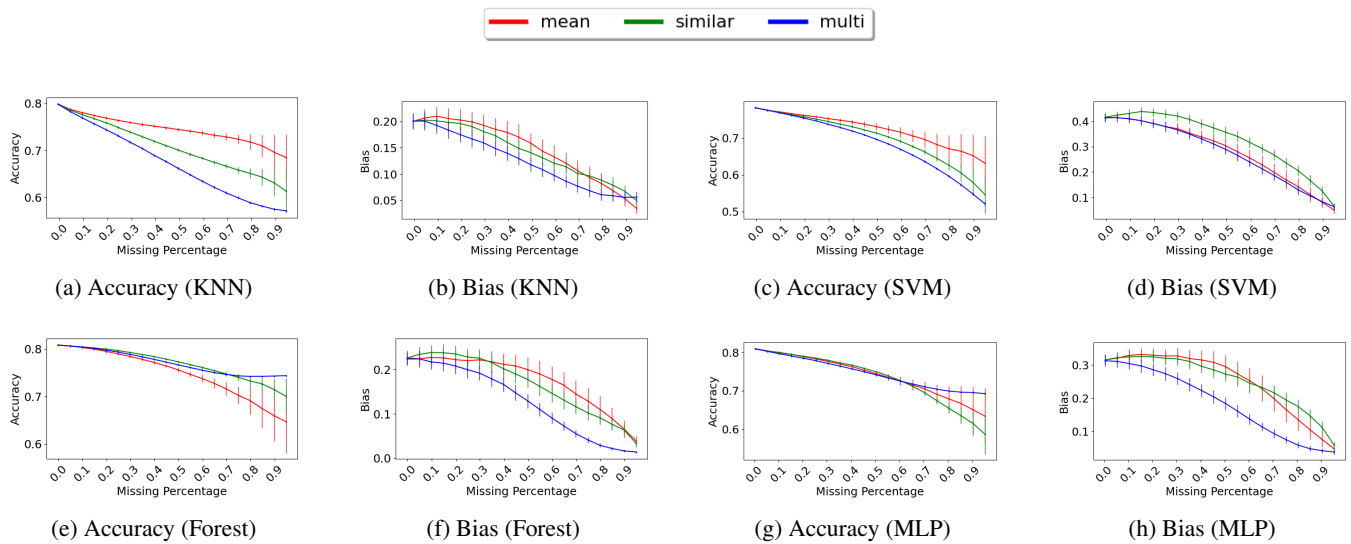 mean similar multi
Accuracy
0.8
0.7
0.6
0.0 0.1 0.2 0.3 0.4 0.5 0.6 0.7 0.8 0.9
Missing Percentage
(a) Accuracy (KNN)
Bias
0.20
0.15
0.10
0.05
0.0 0.1 0.2 0.3 0.4 0.5 0.6 0.7 0.8 0.9
Missing Percentage
(b) Bias (KNN)
Accuracy
0.7
0.6
0.5
0.0 0.1 0.2 0.3 0.4 0.5 0.6 0.7 0.8 0.9
Missing Percentage
(c) Accuracy (SVM)
Bias
0.4
0.3
0.2
0.1
0.0 0.1 0.2 0.3 0.4 0.5 0.6 0.7 0.8 0.9
Missing Percentage
(d) Bias (SVM)
Accuracy
0.8
0.7
0.6
0.0 0.1 0.2 0.3 0.4 0.5 0.6 0.7 0.8 0.9
Missing Percentage
(e) Accuracy (Forest)
Bias
0.2
0.1
0.0
0.0 0.1 0.2 0.3 0.4 0.5 0.6 0.7 0.8 0.9
Missing Percentage
(f) Bias (Forest)
Accuracy
0.8
0.7
0.6
0.0 0.1 0.2 0.3 0.4 0.5 0.6 0.7 0.8 0.9
Missing Percentage
(g) Accuracy (MLP)
Bias
0.3
0.2
0.1
0.0 0.1 0.2 0.3 0.4 0.5 0.6 0.7 0.8 0.9
Missing Percentage
(h) Bias (MLP)